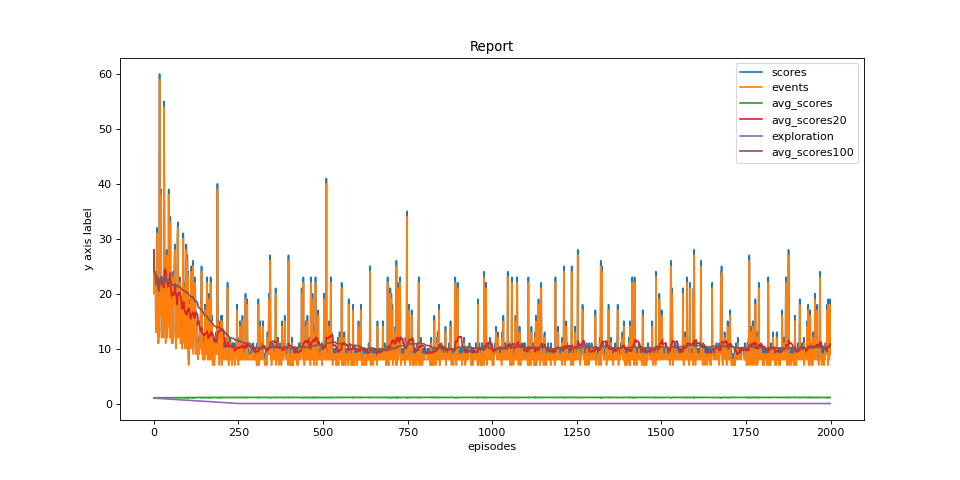 Report
scores
events
avg_scores
avg_scores20
exploration
avg_scores100
y axis label
60
50
40
30
20
10
0
0 250 500 750 1000 1250 1500 1750 2000
episodes